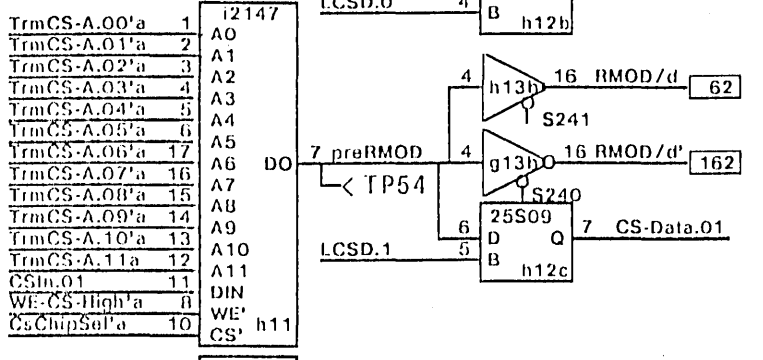 i2147
TrmCS-A.00'a 1 A0
TrmCS-A.01'a 2 A1
TrmCS-A.02'a 3 A2
TrmCS-A.03'a 4 A3
TrmCS-A.04'a 5 A4
TrmCS-A.05'a 6 A5
TrmCS-A.06'a 17 A6
TrmCS-A.07'a 16 A7
TrmCS-A.08'a 15 A8
TrmCS-A.09'a 14 A9
TrmCS-A.10'a 13 A10
TrmCS-A.11a 12 A11
CSIn.01 11 DIN
WE-CS-High'a 8 WE'
CsChipSel'a 10 CS'
h11
DO 7 preRMOD
TP54
LCSD.0 4 B
h12b
4 h13h 16 RMOD/d 62
S241
4 g13h 16 RMOD/d' 162
S240
25S09
6 D Q 7 CS-Data.01
LCSD.1 5 B
h12c